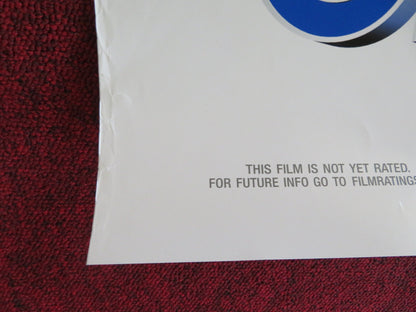 THIS FILM IS NOT YET RATED.
FOR FUTURE INFO GO TO FILMRATINGS